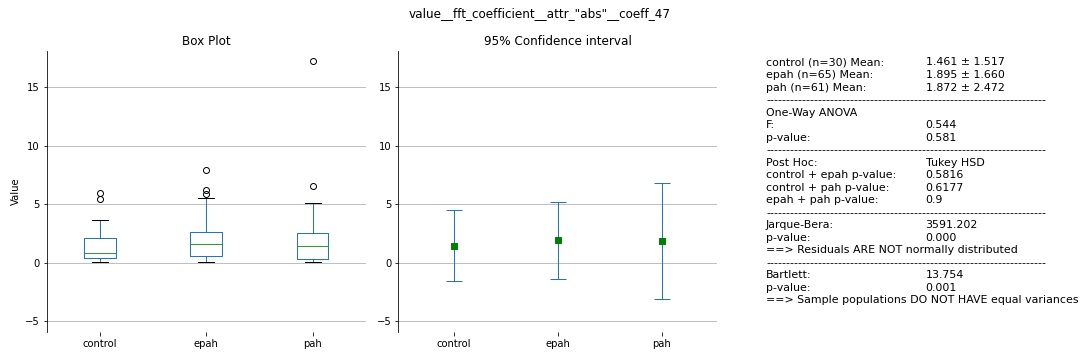 value__fft_coefficient__attr_"abs"__coeff_47
Box Plot
Value
15
10
5
0
−5
control epah pah
95% Confidence interval
15
10
5
0
−5
control epah pah
control (n=30) Mean: 1.461 ± 1.517
epah (n=65) Mean: 1.895 ± 1.660
pah (n=61) Mean: 1.872 ± 2.472
One-Way ANOVA
F: 0.544
p-value: 0.581
Post Hoc: Tukey HSD
control + epah p-value: 0.5816
control + pah p-value: 0.6177
epah + pah p-value: 0.9
Jarque-Bera: 3591.202
p-value: 0.000
==> Residuals ARE NOT normally distributed
Bartlett: 13.754
p-value: 0.001
==> Sample populations DO NOT HAVE equal variances